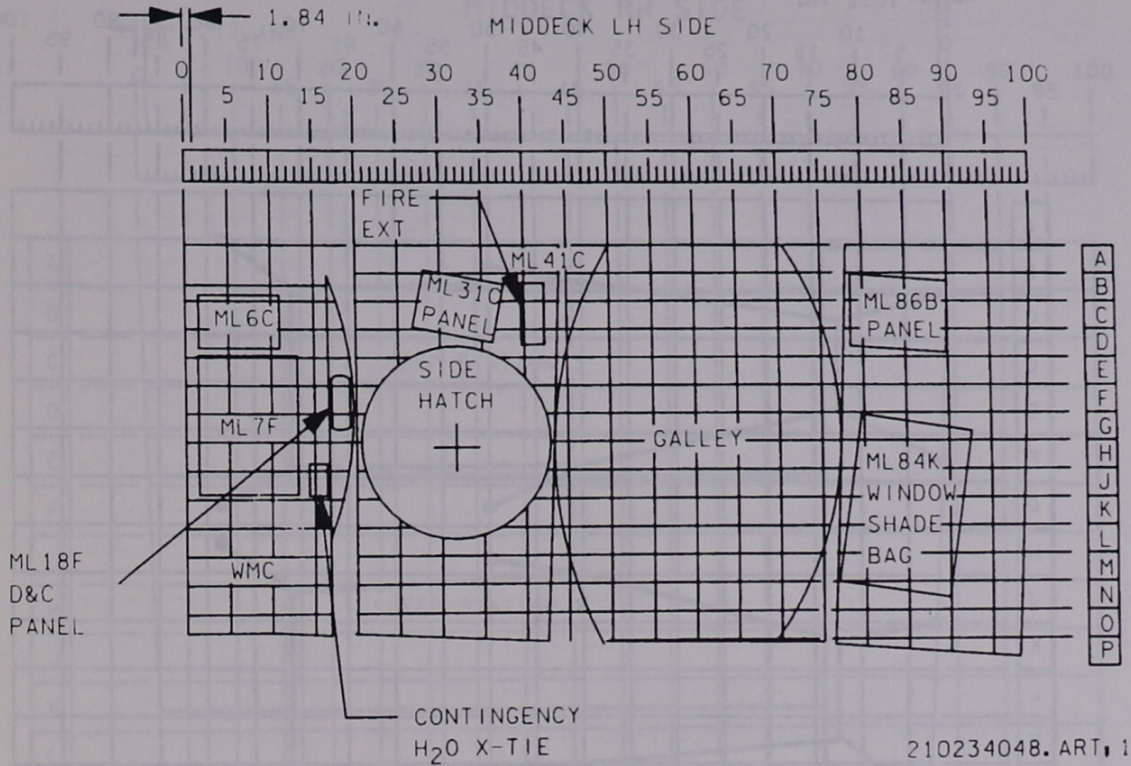 1.84 IN.
MIDDECK LH SIDE
0 10 20 30 40 50 60 70 80 90 100
5 15 25 35 45 55 65 75 85 95
FIRE
EXT
ML41C
ML31C
PANEL
ML6C
ML86B
PANEL
SIDE
HATCH
ML7F
GALLEY
ML84K
WINDOW
SHADE
BAG
WMC
ML18F
D&C
PANEL
A
B
C
D
E
F
G
H
J
K
L
M
N
O
P
CONTINGENCY
H₂O X-TIE
210234048.ART, 1